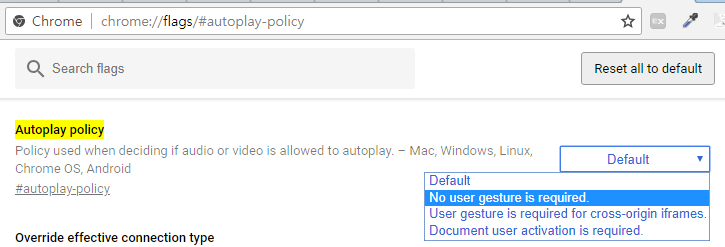 Chrome chrome://flags/#autoplay-policy
Search flags
Reset all to default
Autoplay policy
Policy used when deciding if audio or video is allowed to autoplay. – Mac, Windows, Linux,
Chrome OS, Android
#autoplay-policy
Default
Default
No user gesture is required.
User gesture is required for cross-origin iframes.
Document user activation is required.
Override effective connection type